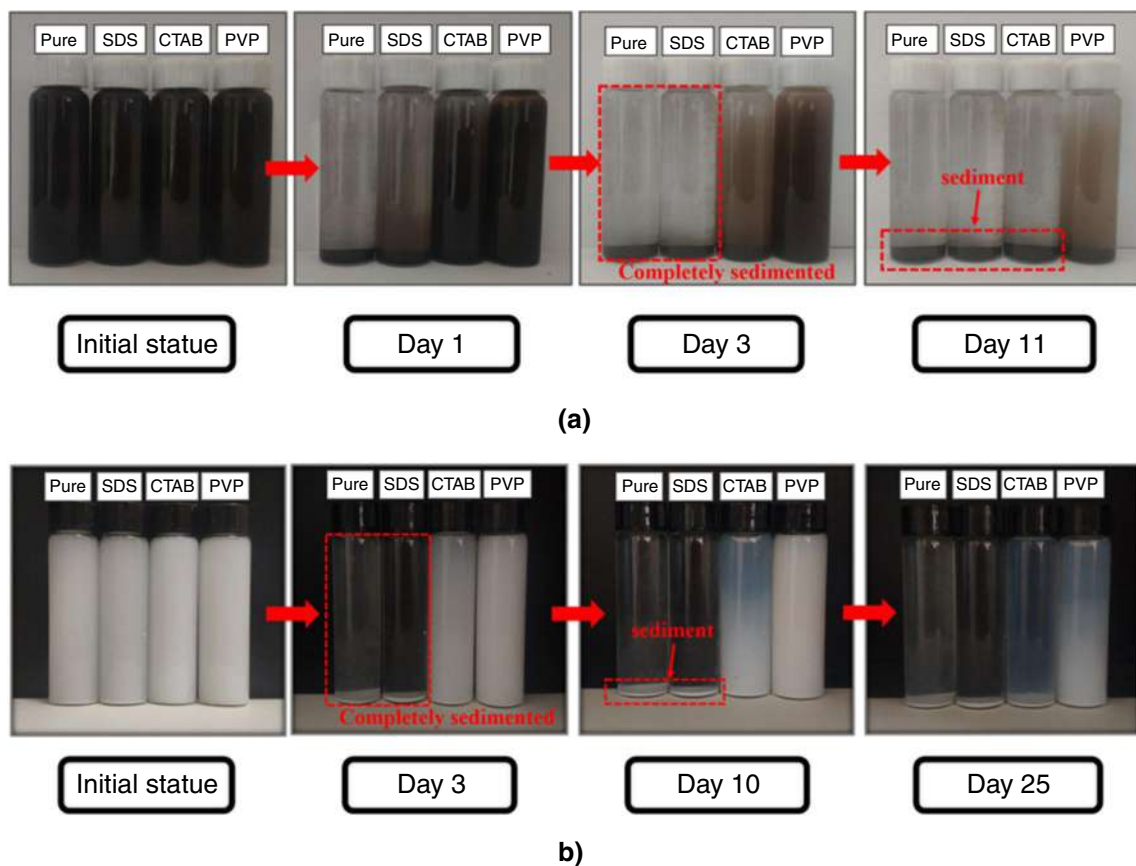 Pure SDS CTAB PVP
Pure SDS CTAB PVP
Pure SDS CTAB PVP
Pure SDS CTAB PVP
sediment
Completely sedimented
Initial statue
Day 1
Day 3
Day 11
(a)
Pure SDS CTAB PVP
Pure SDS CTAB PVP
Pure SDS CTAB PVP
Pure SDS CTAB PVP
sediment
Completely sedimented
Initial statue
Day 3
Day 10
Day 25
b)